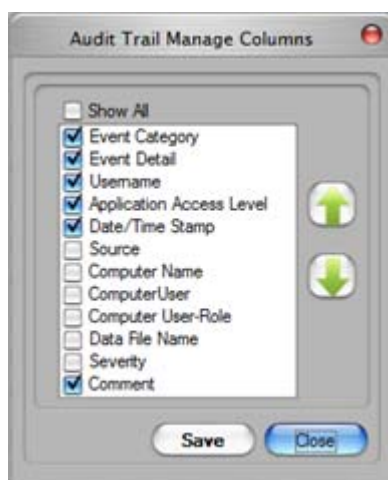 Audit Trail Manage Columns
Show All
Event Category
Event Detail
Username
Application Access Level
Date/Time Stamp
Source
Computer Name
ComputerUser
Computer User-Role
Data File Name
Severity
Comment
Save
Close